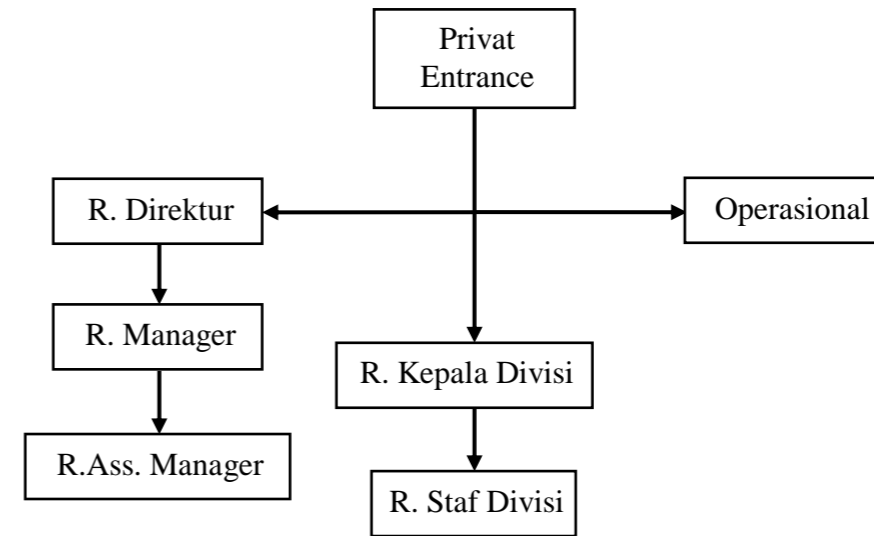 Privat
Entrance
R. Direktur
Operasional
R. Manager
R. Kepala Divisi
R.Ass. Manager
R. Staf Divisi